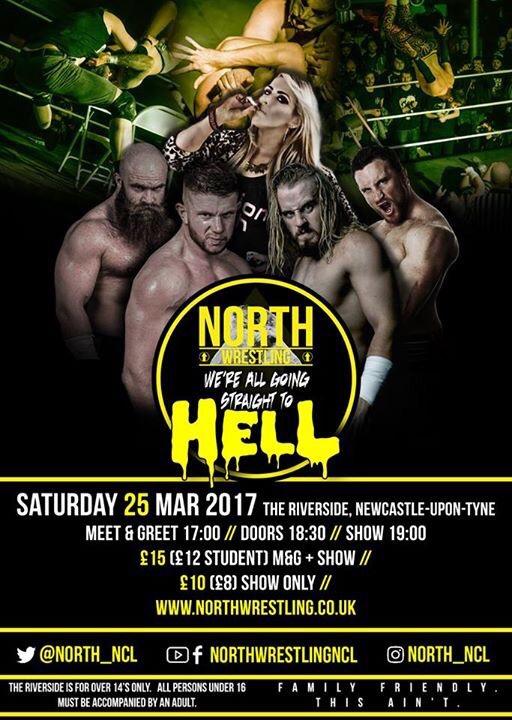 NORTH
WRESTLING
WE'RE ALL GOING
STRAIGHT TO
HELL
SATURDAY 25 MAR 2017 THE RIVERSIDE, NEWCASTLE-UPON-TYNE
MEET & GREET 17:00 // DOORS 18:30 // SHOW 19:00
£15 (£12 STUDENT) M&G + SHOW //
£10 (£8) SHOW ONLY //
WWW.NORTHWRESTLING.CO.UK
@NORTH_NCL NORTHWRESTLINGNCL NORTH_NCL
THE RIVERSIDE IS FOR OVER 14'S ONLY. ALL PERSONS UNDER 16
MUST BE ACCOMPANIED BY AN ADULT.
FAMILY FRIENDLY.
THIS AIN'T.